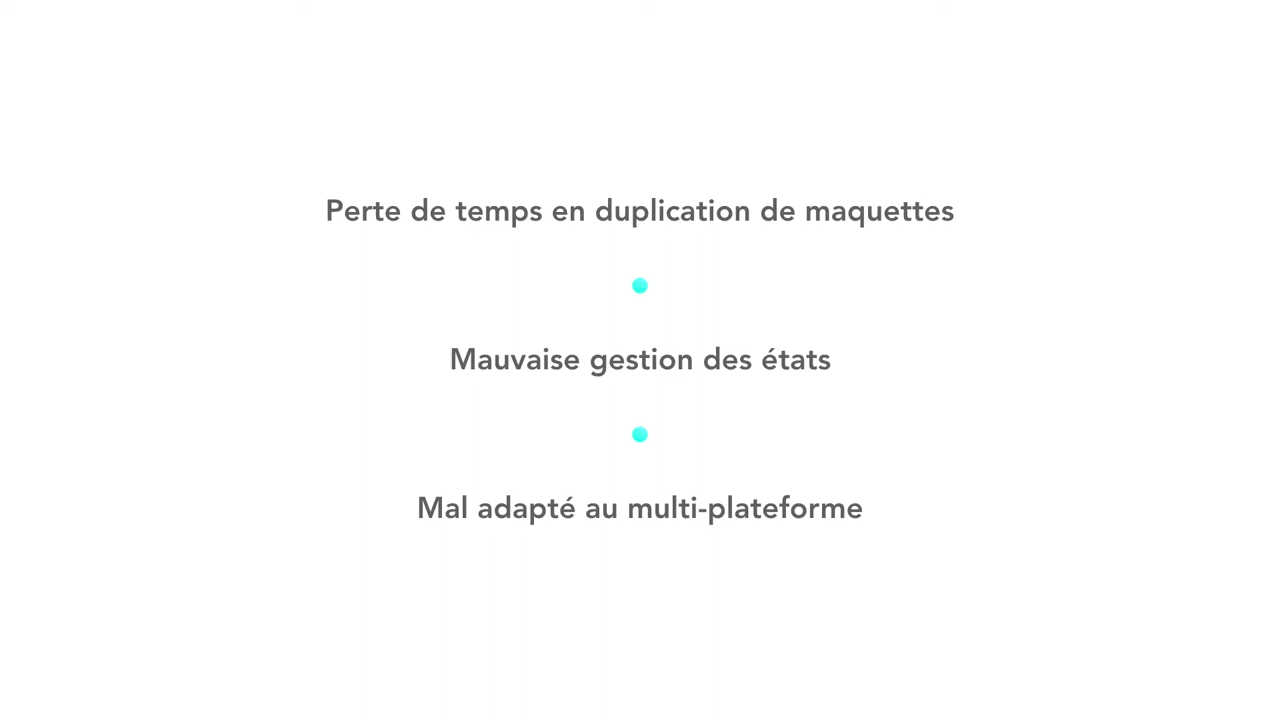 Perte de temps en duplication de maquettes
Mauvaise gestion des états
Mal adapté au multi-plateforme